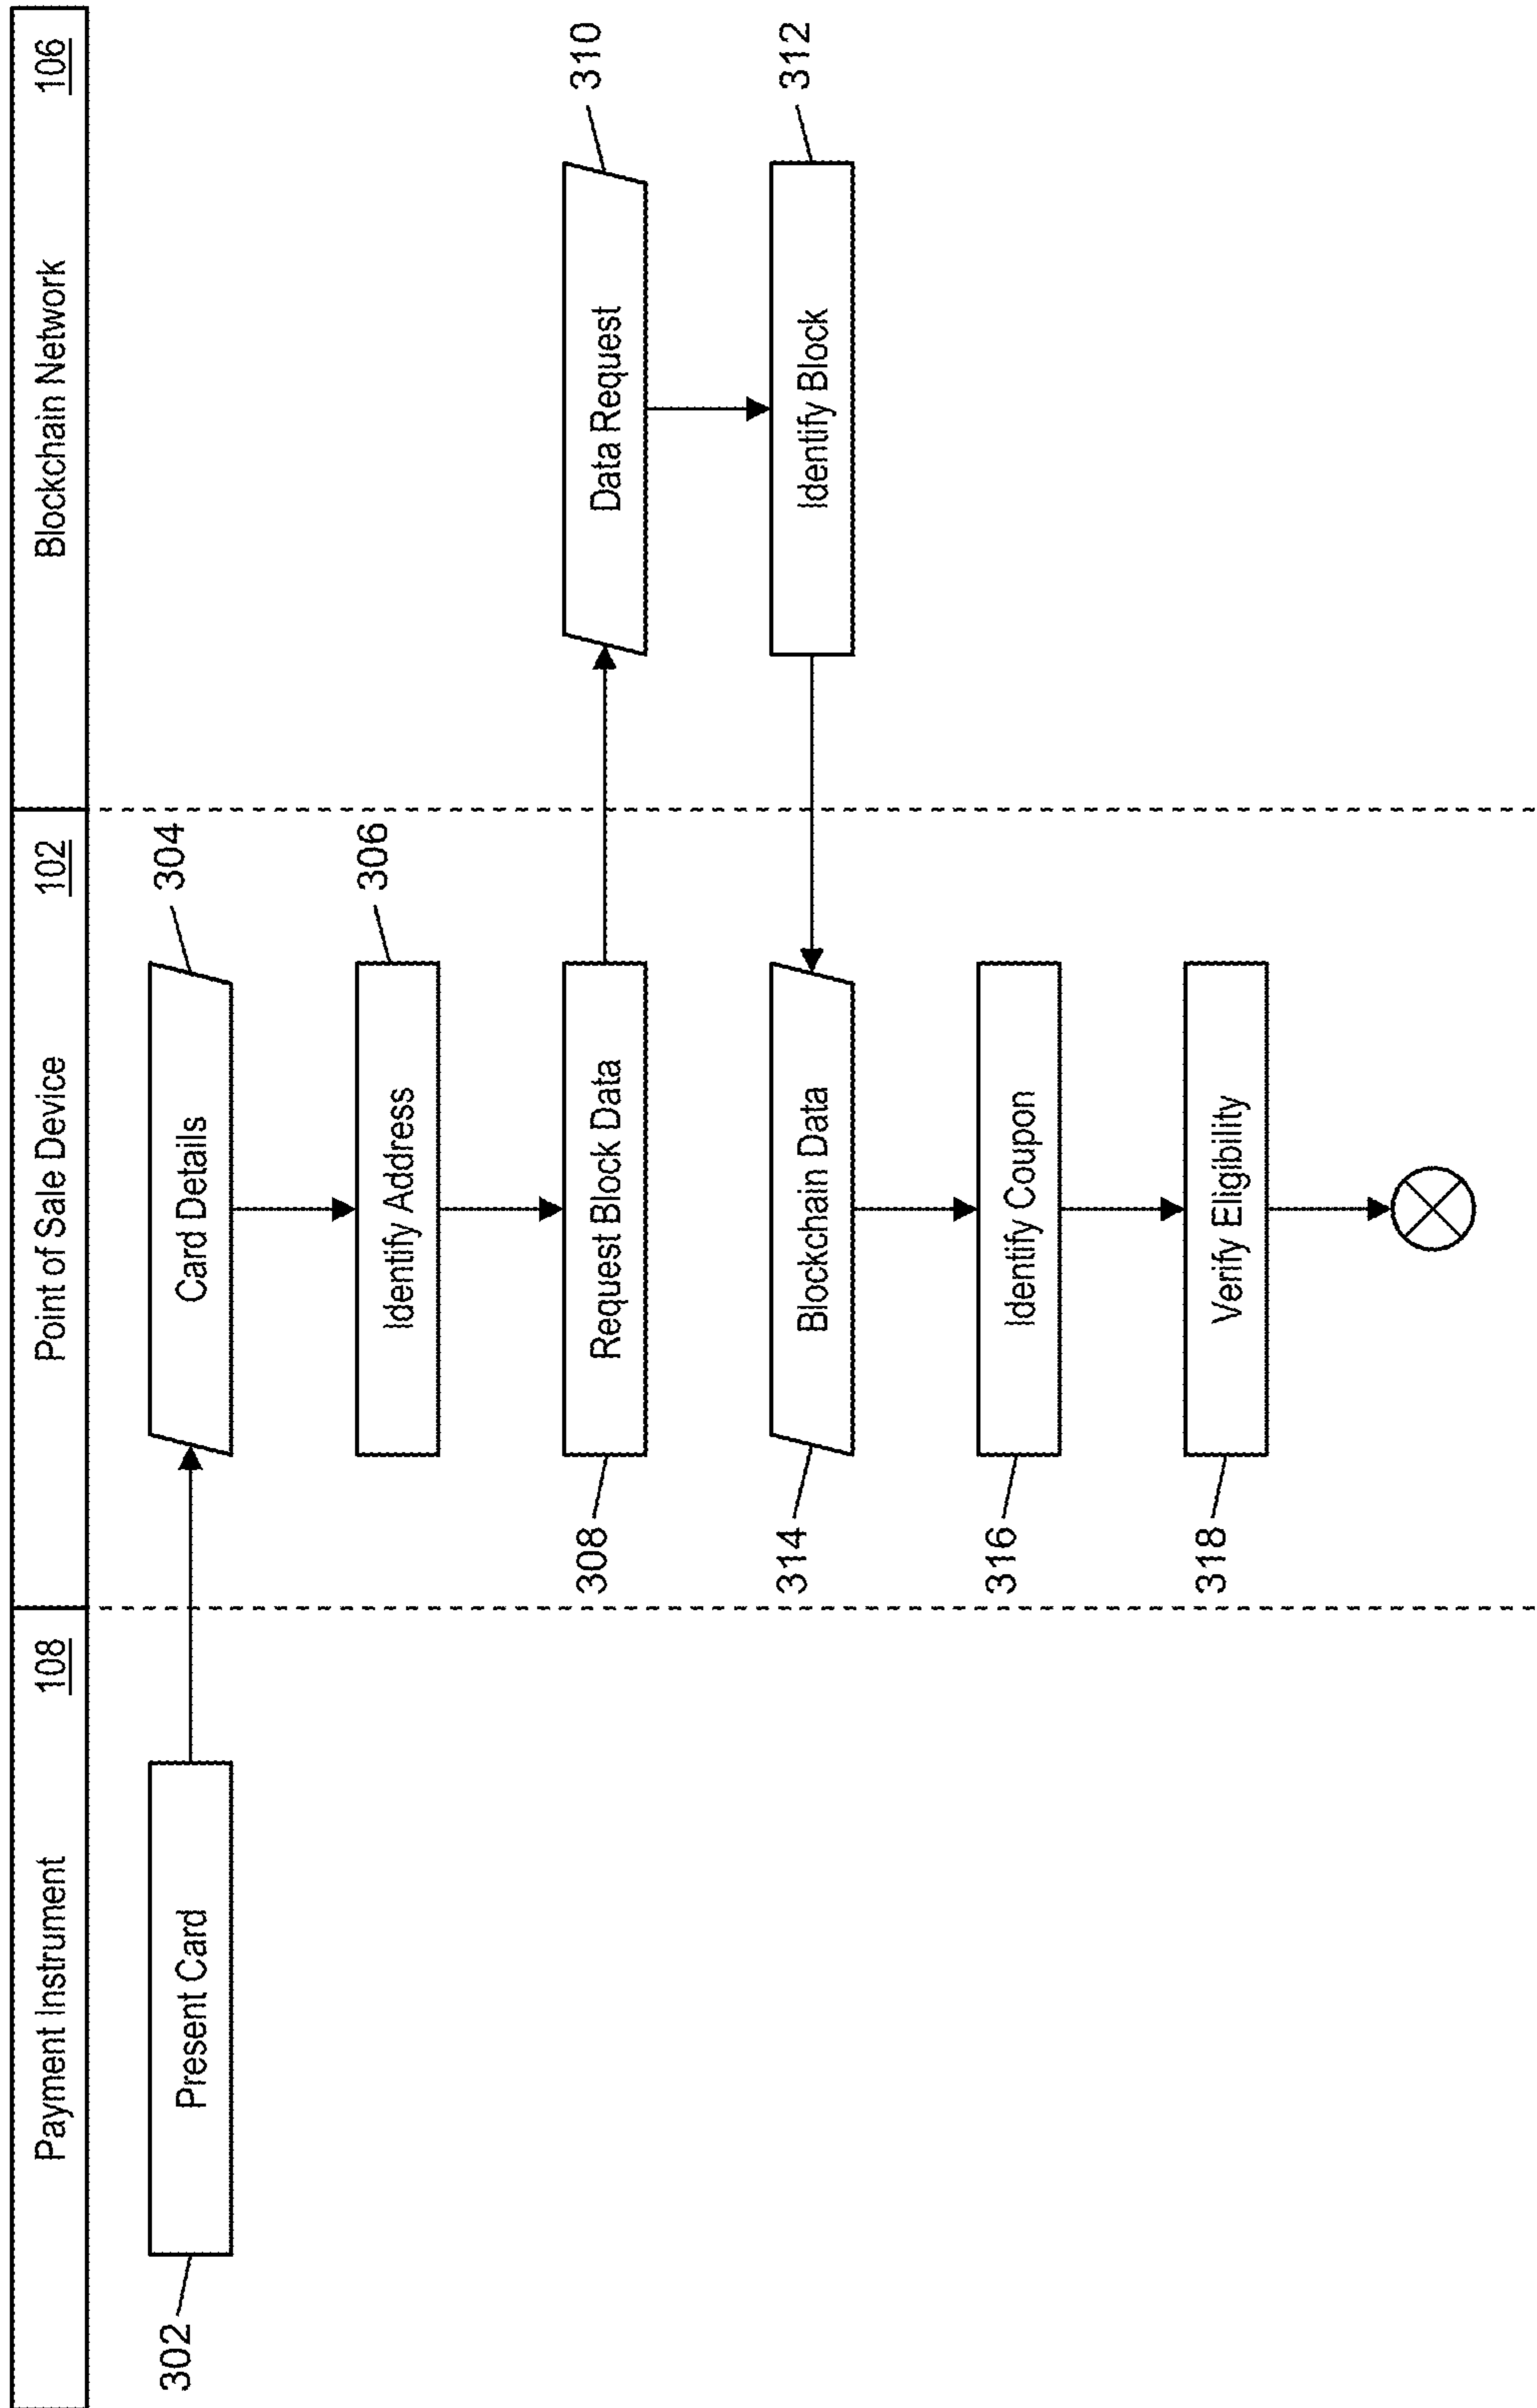 Payment Instrument 108
Point of Sale Device 102
Blockchain Network 106
302
Present Card
Card Details
304
Identify Address
306
Request Block Data
308
Data Request
310
Identify Block
312
Blockchain Data
314
Identify Coupon
316
Verify Eligibility
318